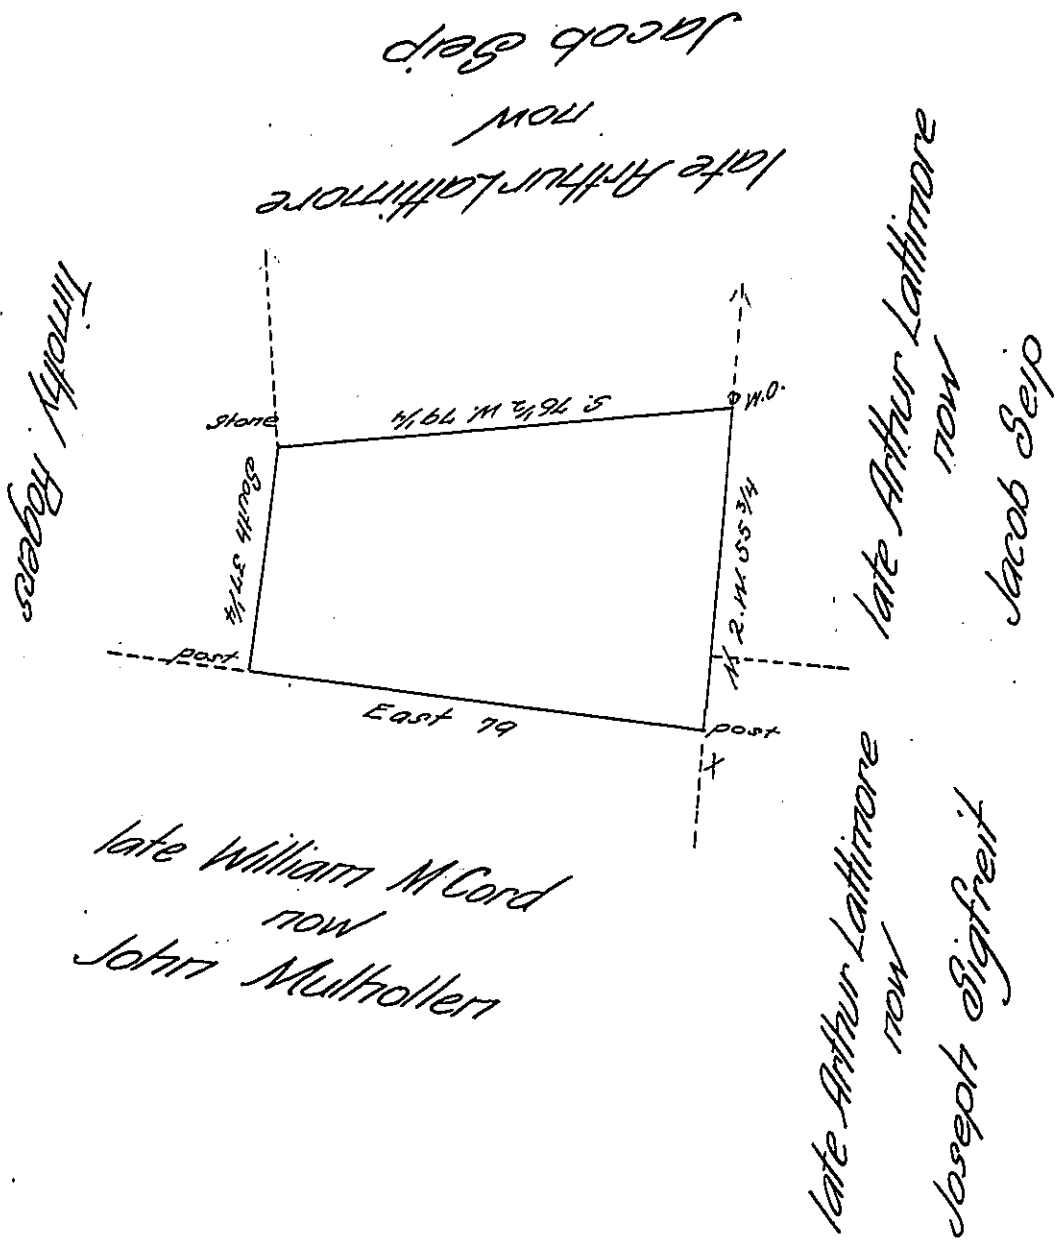 Jacob Seip
now
late Arthur Lattimore
Timothy Rogers
late Arthur Lattimore
now
Jacob Seip
Stone
S. 76½ W. 79¼
W.O.
South 37¼
N. 2. W. 55¾
post
East 79
post
late William McCord
now
John Mulhollen
late Arthur Lattimore
now
Joseph Sigfreit